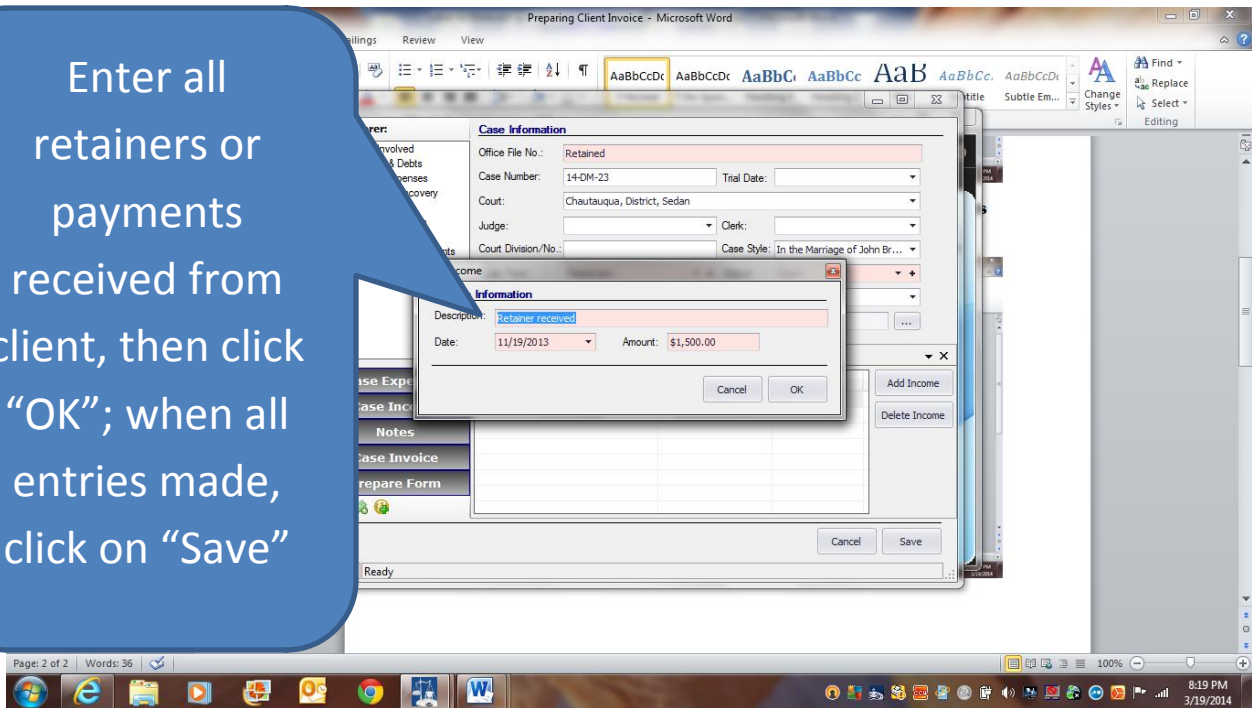 Enter all
retainers or
payments
received from
client, then click
“OK”; when all
entries made,
click on “Save”
Preparing Client Invoice - Microsoft Word
Review View
AaBbCcDc AaBbCcDc AaBbC AaBbCc AaB AaBbCc. AaBbCcDi
Subtle Em...
Change
Styles
Find
Replace
Select
Editing
Case Information
Office File No.: Retained
Case Number: 14-DM-23 Trial Date:
Court: Chautauqua, District, Sedan
Judge: Clerk:
Court Division/No.: Case Style: In the Marriage of John Br...
& Debts
Information
Description: Retainer received
Date: 11/19/2013 Amount: $1,500.00
Cancel OK
Add Income
Delete Income
Notes
Case Invoice
Prepare Form
Cancel Save
Ready
Page: 2 of 2 Words: 36 100%
8:19 PM
3/19/2014